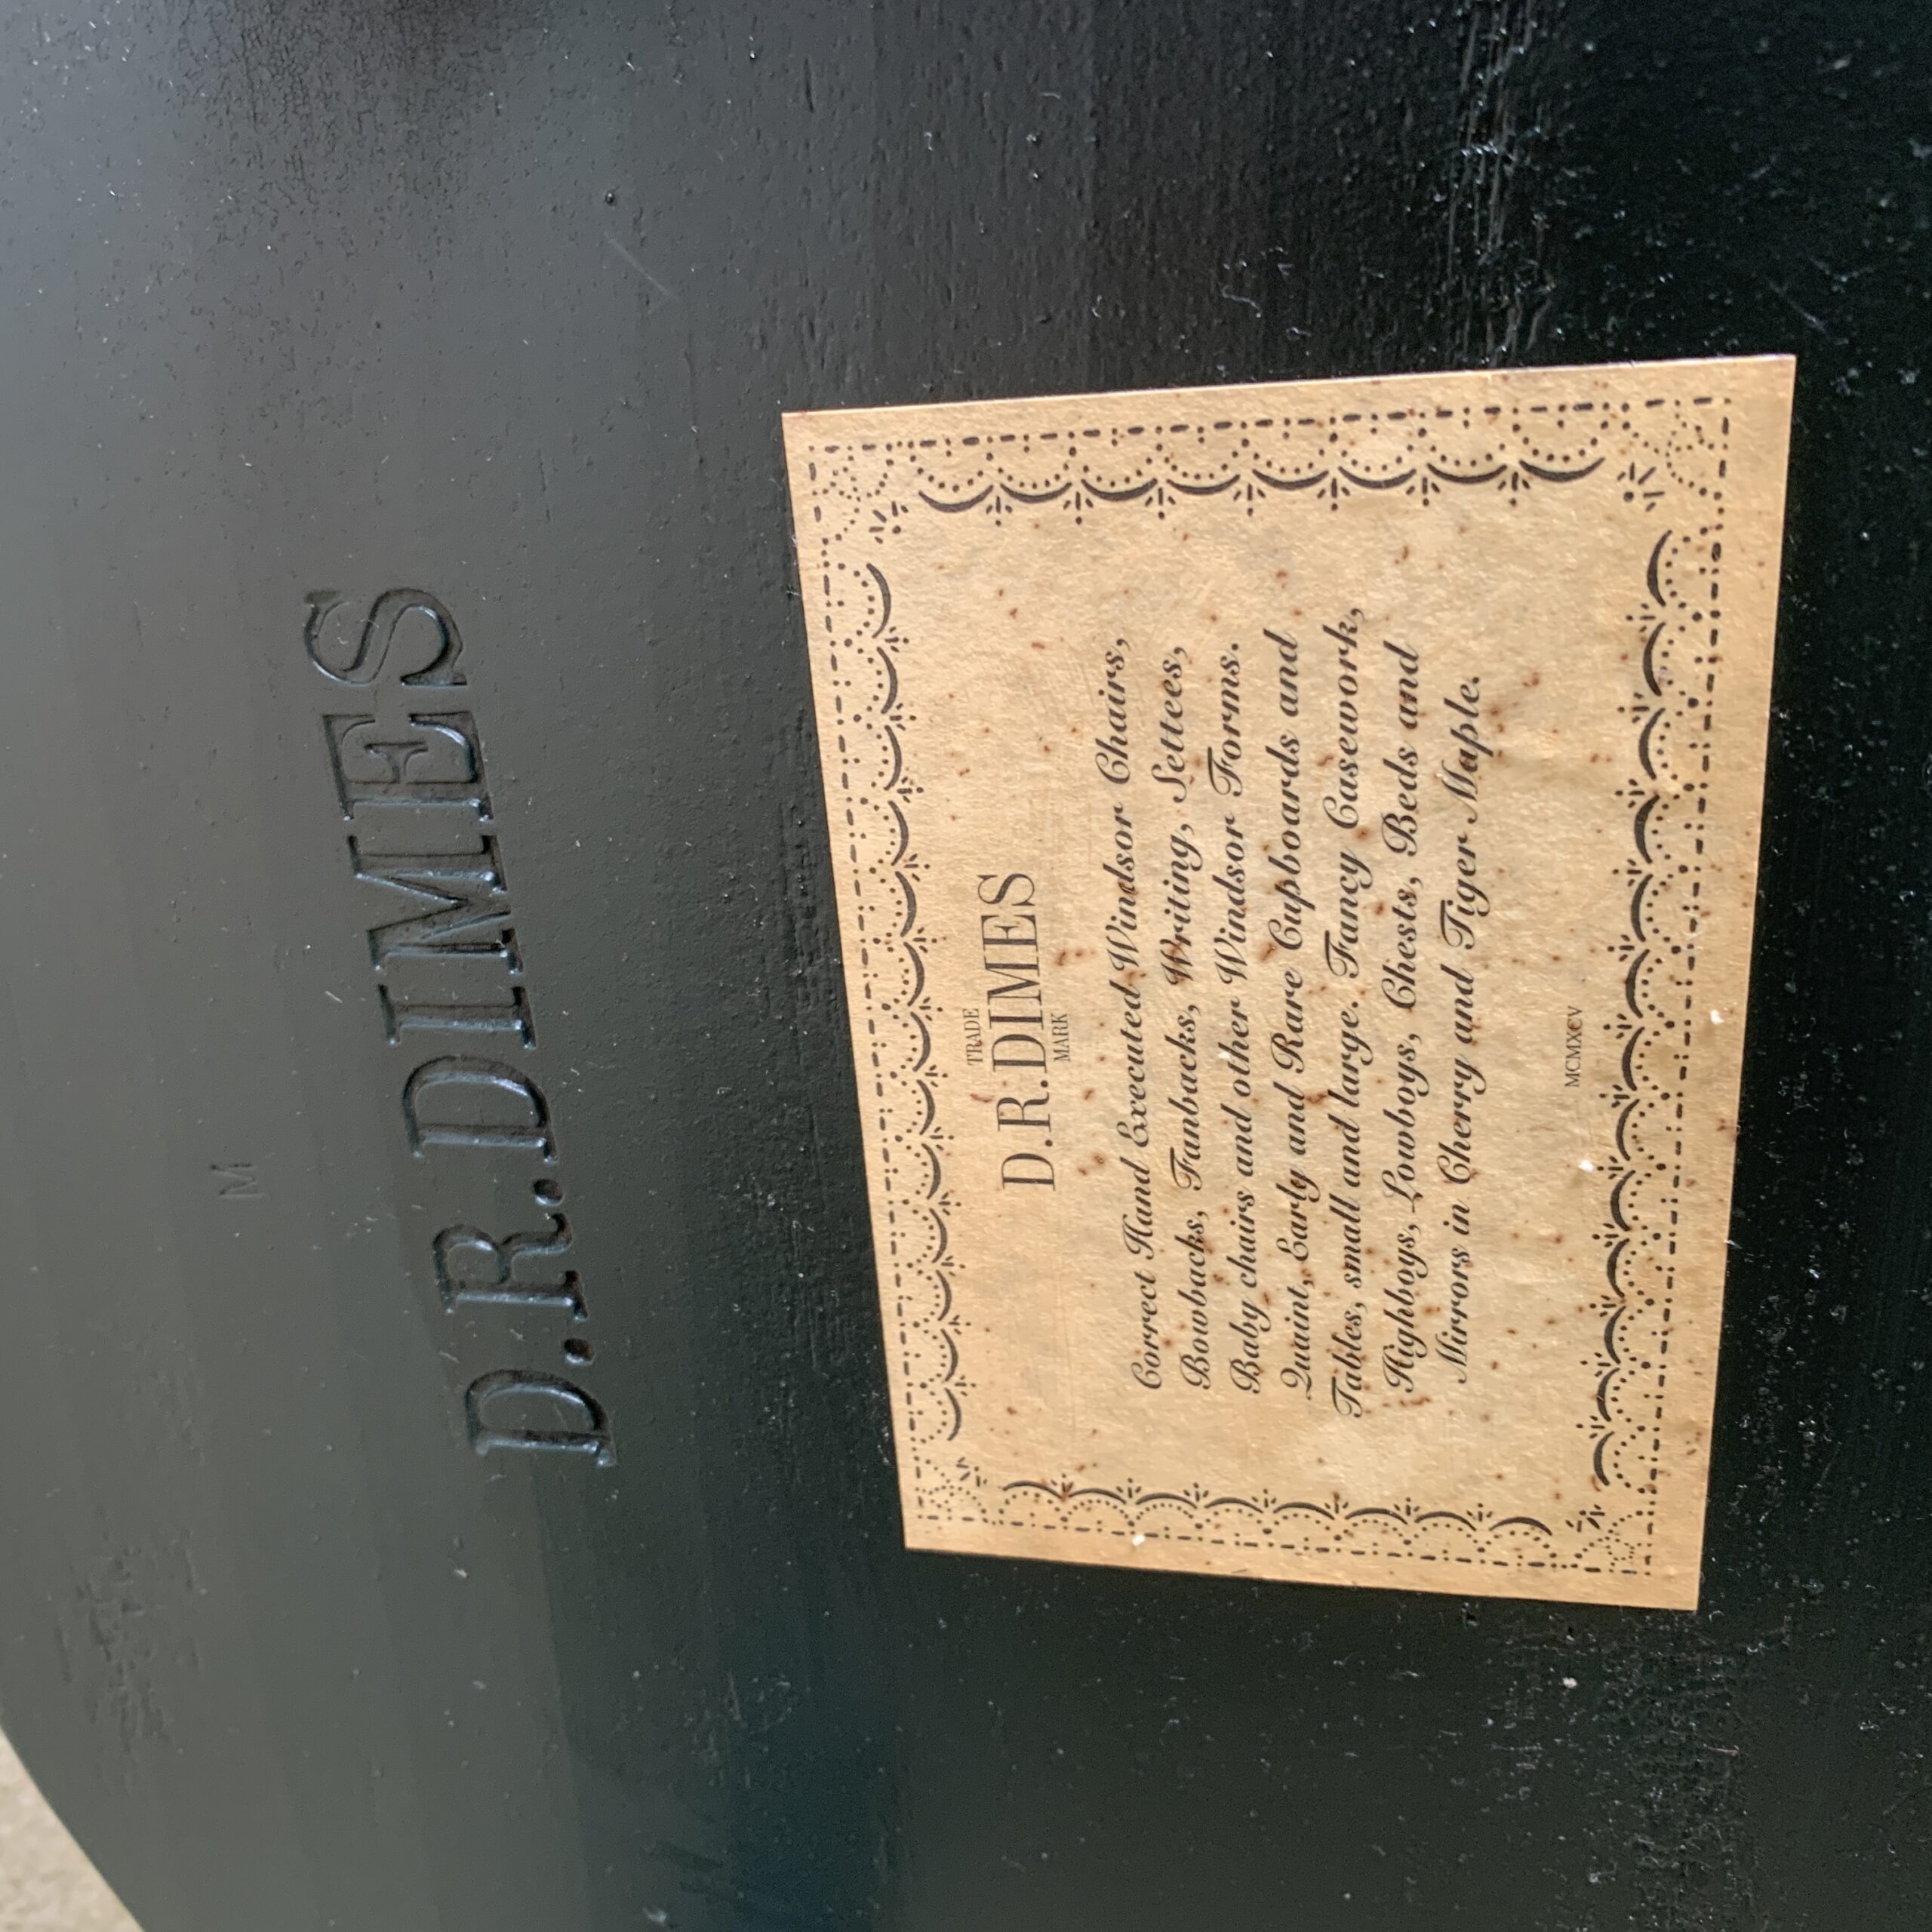 M
D.R.DIMES
TRADE
D.R.DIMES
MARK
Correct Hand Executed Windsor Chairs,
Bowbacks, Fanbacks, Writing, Settees,
Baby chairs and other Windsor Forms.
Quaint, Early and Rare Cupboards and
Tables, small and large. Fancy Casework,
Highboys, Lowboys, Chests, Beds and
Mirrors in Cherry and Tiger Maple.
MCMXCV